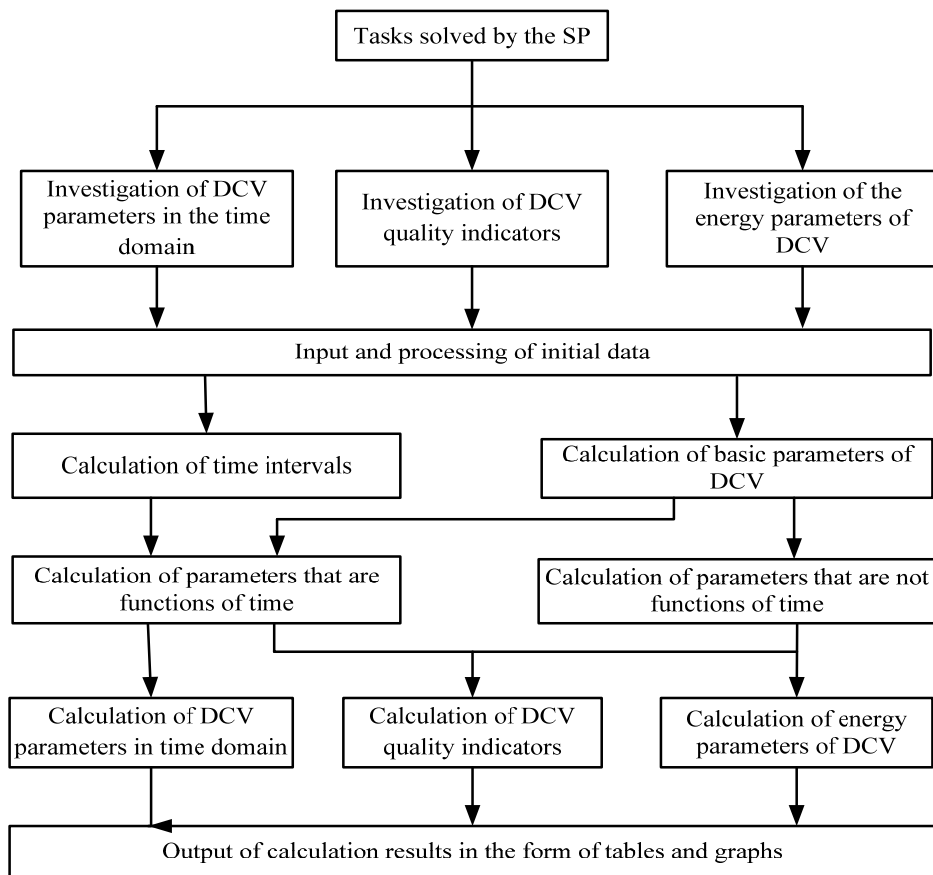 Tasks solved by the SP
Investigation of DCV
parameters in the time
domain
Investigation of DCV
quality indicators
Investigation of the
energy parameters of
DCV
Input and processing of initial data
Calculation of time intervals
Calculation of basic parameters of
DCV
Calculation of parameters that are
functions of time
Calculation of parameters that are not
functions of time
Calculation of DCV
parameters in time domain
Calculation of DCV
quality indicators
Calculation of energy
parameters of DCV
Output of calculation results in the form of tables and graphs